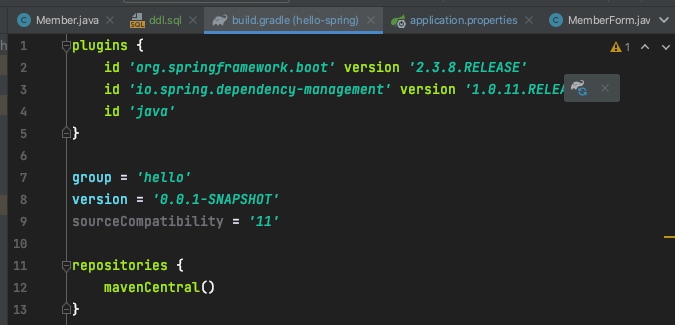 Member.java ddl.sql build.gradle (hello-spring) application.properties MemberForm.jav
1 plugins { 1
2 id 'org.springframework.boot' version '2.3.8.RELEASE'
3 id 'io.spring.dependency-management' version '1.0.11.RELEA
4 id 'java'
5 }
6
7 group = 'hello'
8 version = '0.0.1-SNAPSHOT'
9 sourceCompatibility = '11'
10
11 repositories {
12 mavenCentral()
13 }